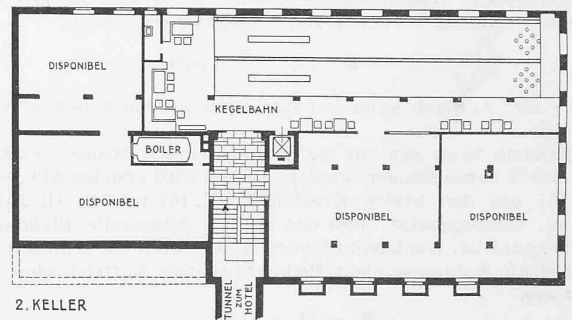 DISPONIBEL
KEGELBAHN
BOILER
DISPONIBEL
DISPONIBEL
DISPONIBEL
TUNNEL
ZUM
HOTEL
2. KELLER